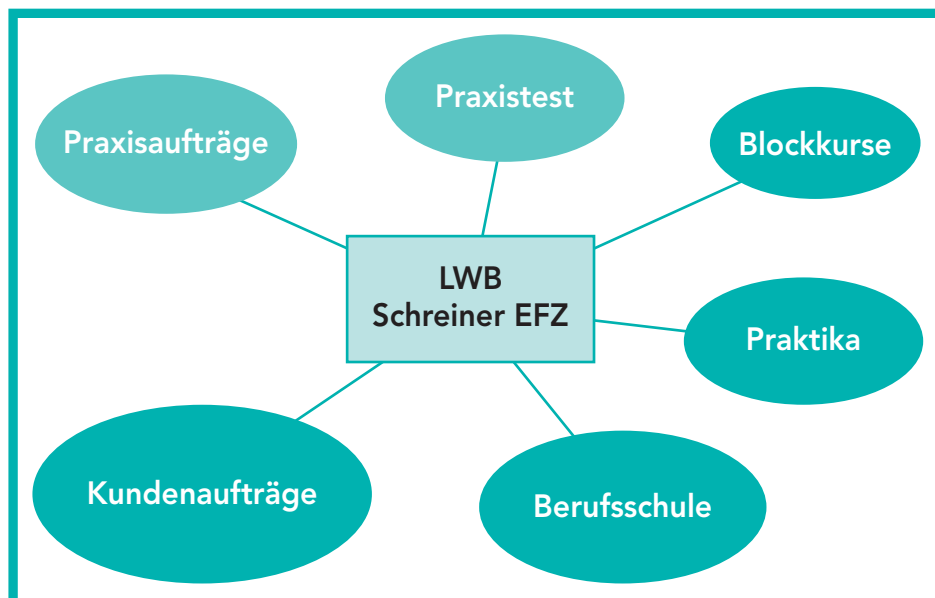 Praxistest
Praxisaufträge
Blockkurse
LWB
Schreiner EFZ
Praktika
Kundenaufträge
Berufsschule